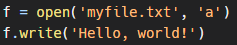 f = open('myfile.txt', 'a')
f.write('Hello, world!')